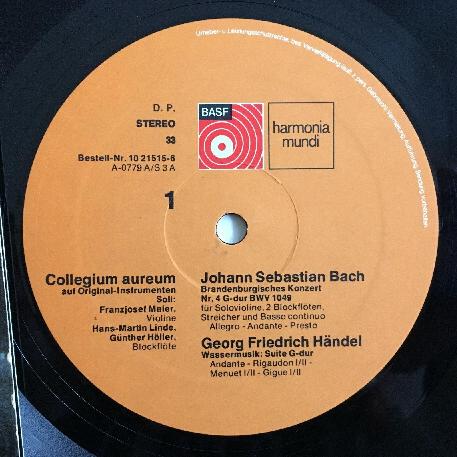 Urheber- u. Leistungsschutzrechte
D. P.
STEREO
33
Bestell-Nr. 10 21515-6
A-0779 A/S 3 A
BASF
harmonia
mundi
1
Collegium aureum
auf Original-Instrumenten
Soli:
Franzjosef Maier,
Violine
Hans-Martin Linde,
Günther Höller,
Blockflöte
Johann Sebastian Bach
Brandenburgisches Konzert
Nr. 4 G-dur BWV 1049
für Solovioline, 2 Blockflöten,
Streicher und Basso continuo
Allegro - Andante - Presto
Georg Friedrich Händel
Wassermusik: Suite G-dur
Andante - Rigaudon I/II -
Menuet I/II - Gigue I/II